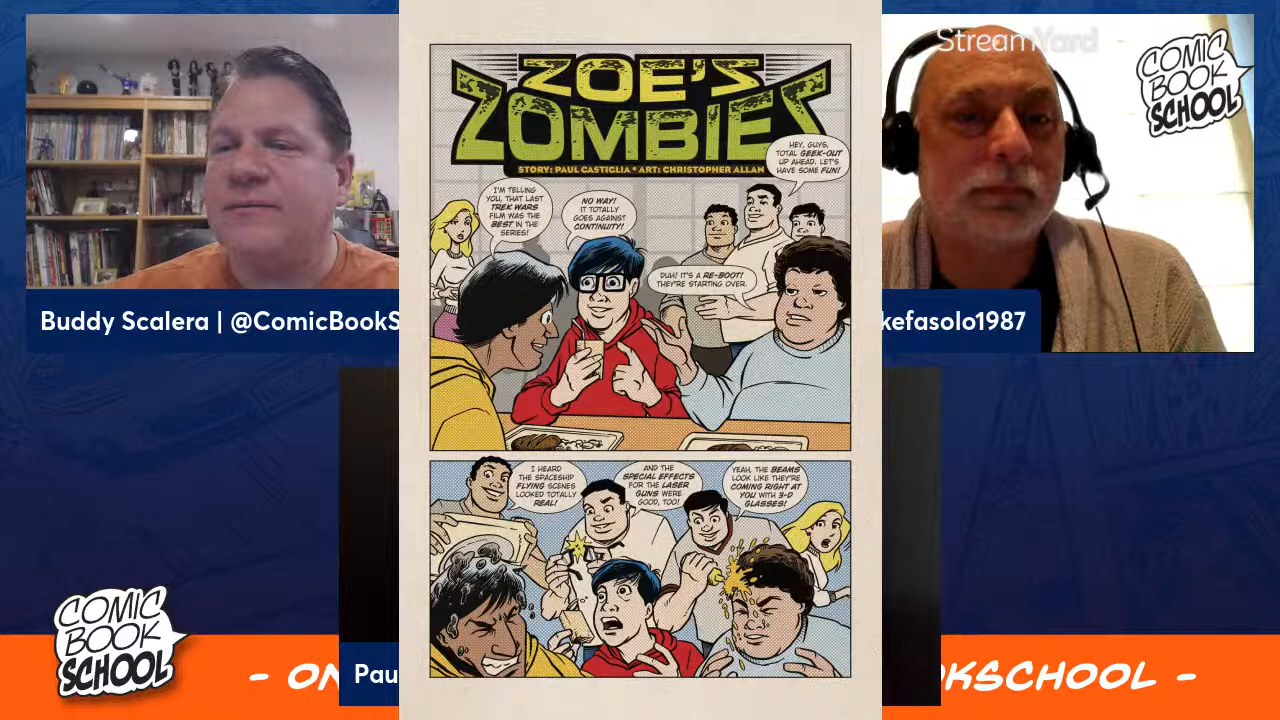 StreamYard
COMIC
BOOK
SCHOOL
ZOE'S
ZOMBIES
STORY: PAUL CASTIGLIA • ART: CHRISTOPHER ALLAN
HEY, GUYS,
TOTAL GEEK-OUT
UP AHEAD. LET'S
HAVE SOME FUN!
I'M TELLING
YOU, THAT LAST
TREK WARS
FILM WAS THE
BEST IN THE
SERIES!
NO WAY!
IT TOTALLY
GOES AGAINST
CONTINUITY!
DUH! IT'S A RE-BOOT!
THEY'RE STARTING OVER.
Buddy Scalera | @ComicBookS
kefasolo1987
I HEARD
THE SPACESHIP
FLYING SCENES
LOOKED TOTALLY
REAL!
AND THE
SPECIAL EFFECTS
FOR THE LASER
GUNS WERE
GOOD, TOO!
YEAH, THE BEAMS
LOOK LIKE THEY'RE
COMING RIGHT AT
YOU WITH 3-D
GLASSES!
COMIC
BOOK
SCHOOL
Pau
- ON
OKSCHOOL -